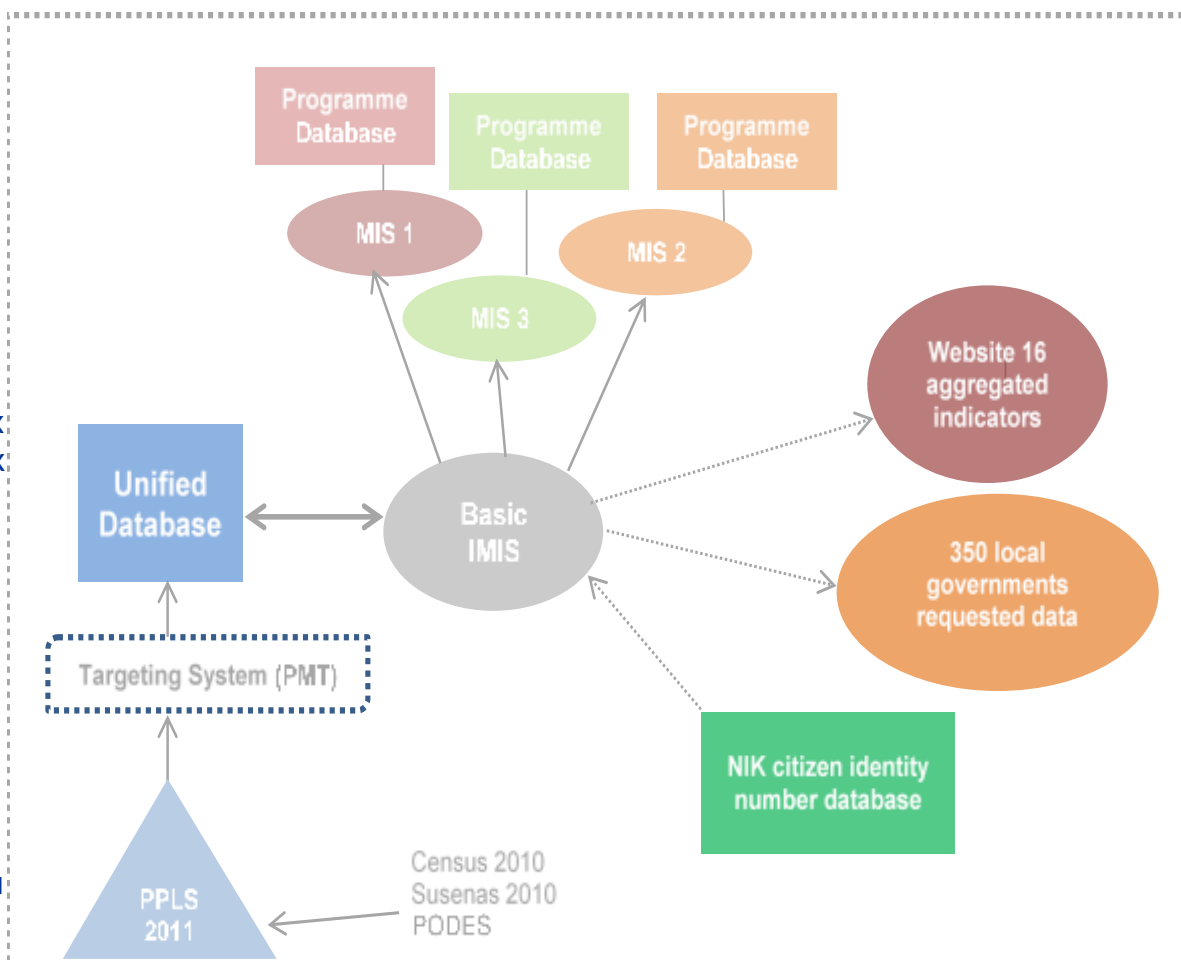 Programme
Database
Programme
Database
Programme
Database
MIS 1
MIS 2
MIS 3
Website 16
aggregated
indicators
Unified
Database
Basic
IMIS
350 local
governments
requested data
Targeting System (PMT)
NIK citizen identity
number database
PPLS
2011
Census 2010
Susenas 2010
PODES